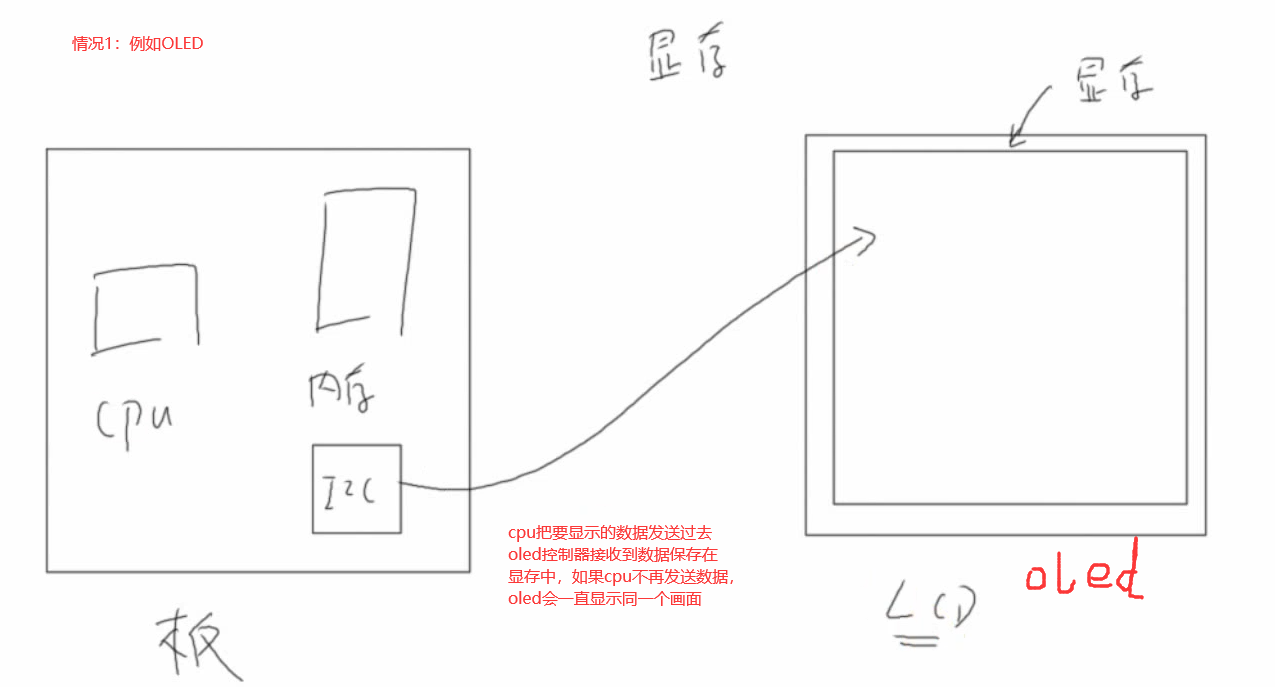 情况1：例如OLED
显存
显存
CPU
内存
I2C
cpu把要显示的数据发送过去
oled控制器接收到数据保存在
显存中，如果cpu不再发送数据，
oled会一直显示同一个画面
oled
LCD
板